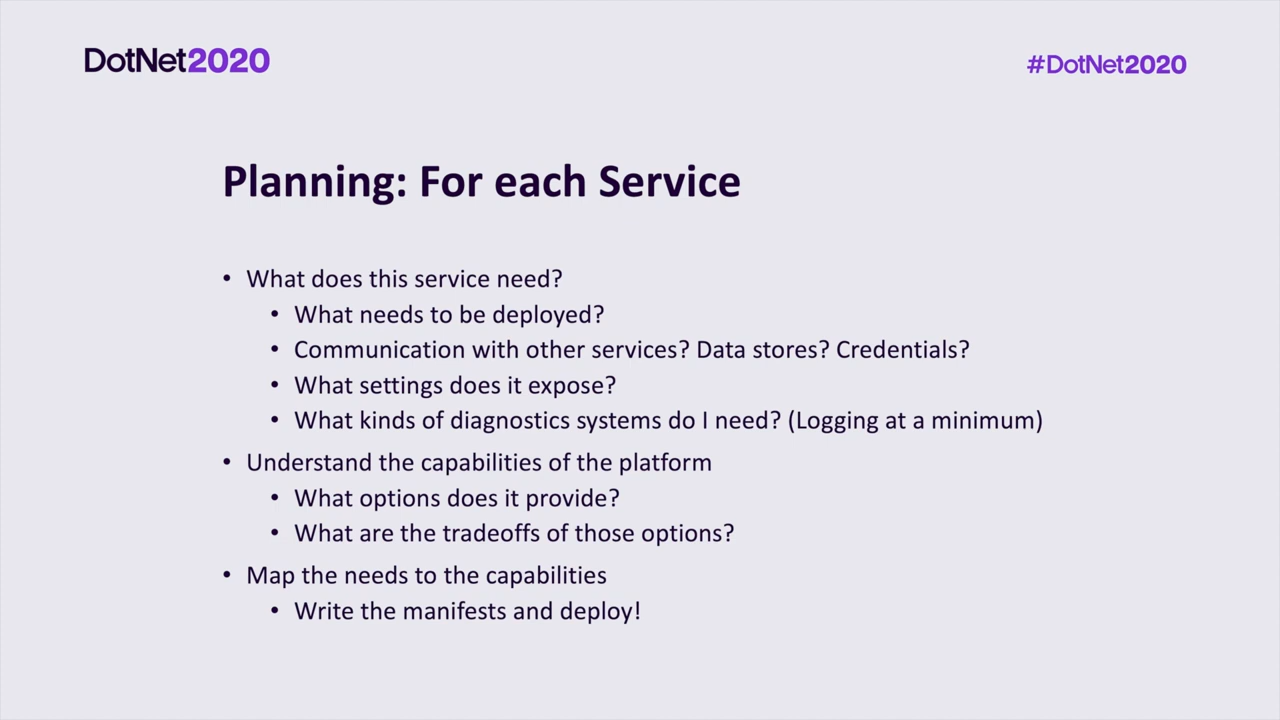 DotNet2020
#DotNet2020
Planning: For each Service
• What does this service need?
• What needs to be deployed?
• Communication with other services? Data stores? Credentials?
• What settings does it expose?
• What kinds of diagnostics systems do I need? (Logging at a minimum)
• Understand the capabilities of the platform
• What options does it provide?
• What are the tradeoffs of those options?
• Map the needs to the capabilities
• Write the manifests and deploy!